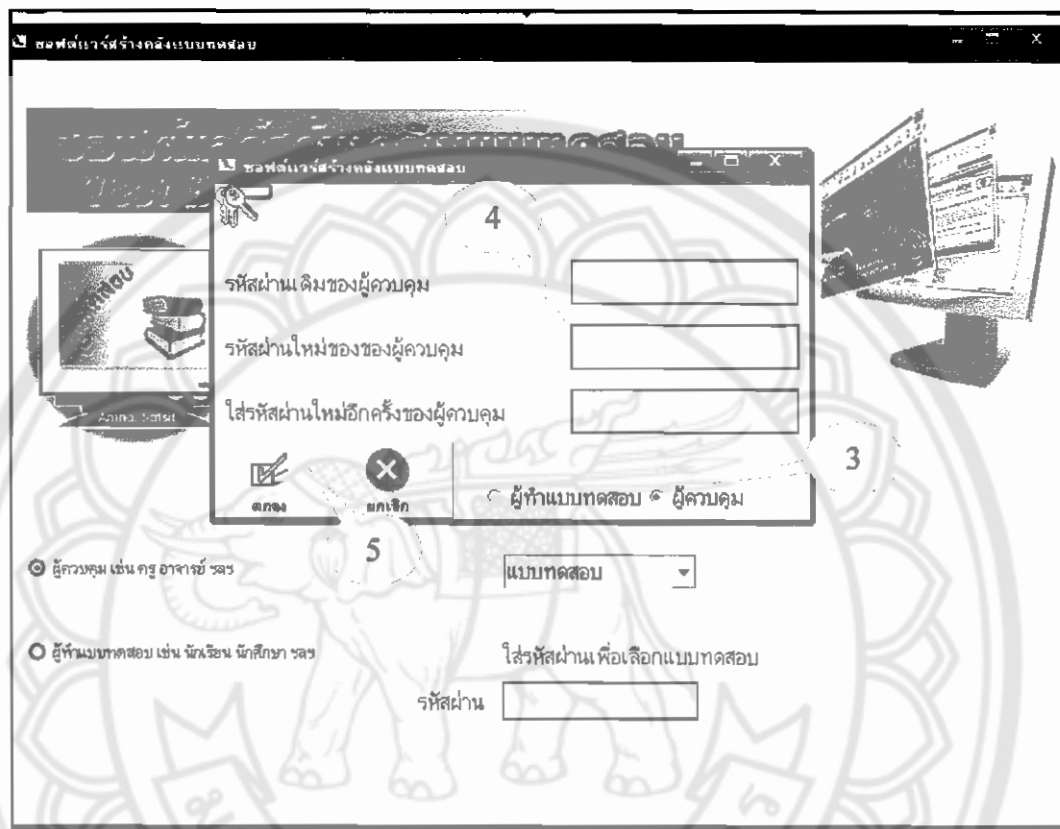 ซอฟต์แวร์สร้างคลังแบบทดสอบ
ซอฟต์แวร์สร้างคลังแบบทดสอบ
4
รหัสผ่านเดิมของผู้ควบคุม
รหัสผ่านใหม่ของของผู้ควบคุม
ใส่รหัสผ่านใหม่อีกครั้งของผู้ควบคุม
3
ตกลง ยกเลิก ผู้ทำแบบทดสอบ ผู้ควบคุม
5
ผู้ควบคุม เช่น ครู อาจารย์ ฯลฯ แบบทดสอบ
ผู้ทำแบบทดสอบ เช่น นักเรียน นักศึกษา ฯลฯ ใส่รหัสผ่านเพื่อเลือกแบบทดสอบ
รหัสผ่าน